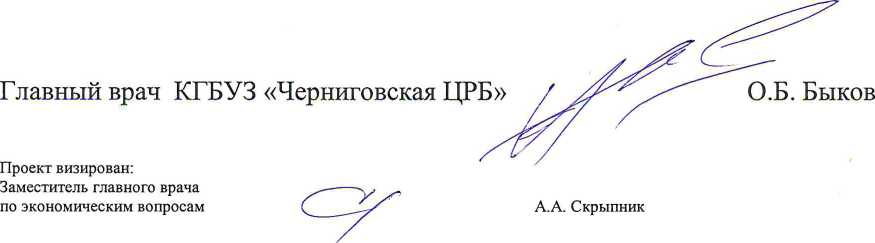 Главный врач КГБУЗ «Черниговская ЦРБ» О.Б. Быков
Проект визирован:
Заместитель главного врача
по экономическим вопросам А.А. Скрыпник